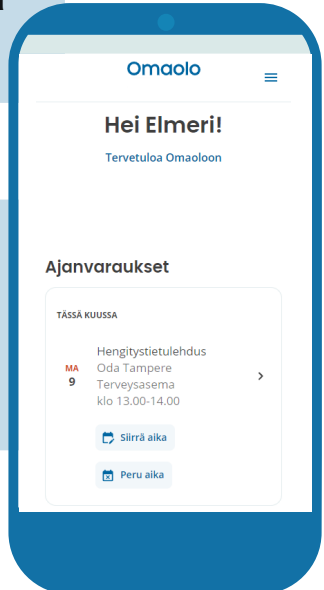 Omaolo
Hei Elmeri!
Tervetuloa Omaoloon
Ajanvaraukset
TÄSSÄ KUUSSA
MA
9
Hengitystietulehdus
Oda Tampere
Terveysasema
klo 13.00-14.00
Siirrä aika
Peru aika